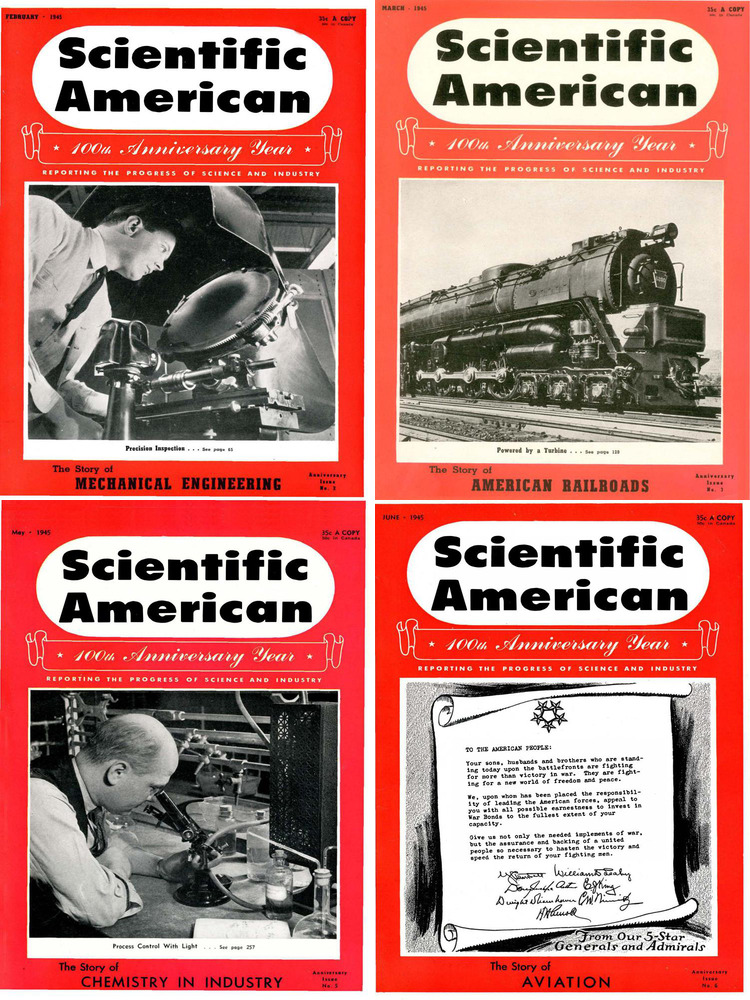 FEBRUARY • 1945
35c A COPY
Scientific
American
★ 100th Anniversary Year ★
REPORTING THE PROGRESS OF SCIENCE AND INDUSTRY
Precision Inspection . . . See page
The Story of
MECHANICAL ENGINEERING
Anniversary
Issue
No.
MARCH • 1945
35c A COPY
Scientific
American
★ 100th Anniversary Year ★
REPORTING THE PROGRESS OF SCIENCE AND INDUSTRY
Powered by a Turbine . . . See page
The Story of
AMERICAN RAILROADS
Anniversary
Issue
No.
May • 1945
35c A COPY
in Canada
Scientific
American
★ 100th Anniversary Year ★
REPORTING THE PROGRESS OF SCIENCE AND INDUSTRY
Process Control With Light . . . See page 257
The Story of
CHEMISTRY IN INDUSTRY
Anniversary
Issue
No. 5
JUNE • 1945
35c A COPY
in Canada
Scientific
American
★ 100th Anniversary Year ★
REPORTING THE PROGRESS OF SCIENCE AND INDUSTRY
TO THE AMERICAN PEOPLE:
Your sons, husbands and brothers who are stand-
ing today upon the battlefronts are fighting
for more than victory in war. They are fight-
ing for a new world of freedom and peace.
We, upon whom has been placed the responsibil-
ity of leading the American forces, appeal to
you with all possible earnestness to invest in
War Bonds to the fullest extent of your
capacity.
Give us not only the needed implements of war,
but the assurance and backing of a united
people so necessary to hasten the victory and
speed the return of your fighting men.
William D Leahy
E J King
Dwight D Eisenhower C W Nimitz
H H Arnold
From Our 5-Star
Generals and Admirals
The Story of
AVIATION
Anniversary
Issue
No. 6